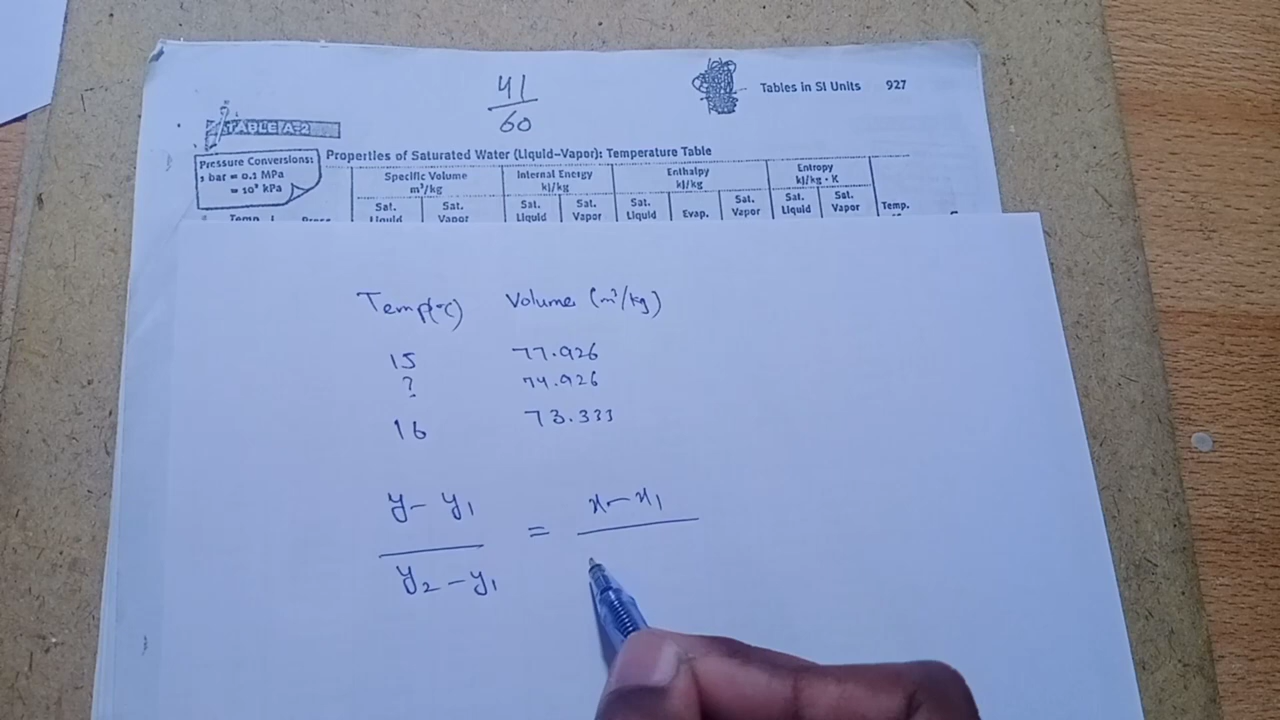 41
60
Tables in SI Units 927
TABLE A-2
Pressure Conversions:
1 bar = 0.1 MPa
= 10² kPa
Properties of Saturated Water (Liquid–Vapor): Temperature Table
Specific Volume
m³/kg
Internal Energy
kJ/kg
Enthalpy
kJ/kg
Entropy
kJ/kg · K
Temp. Press.
Sat.
Liquid
Sat.
Vapor
Sat.
Liquid
Sat.
Vapor
Sat.
Liquid
Evap.
Sat.
Vapor
Sat.
Liquid
Sat.
Vapor
Temp.
Temp(°C) Volume (m³/kg)
15 77.926
? 74.926
16 73.333
y - y₁ = x - x₁
y₂ - y₁